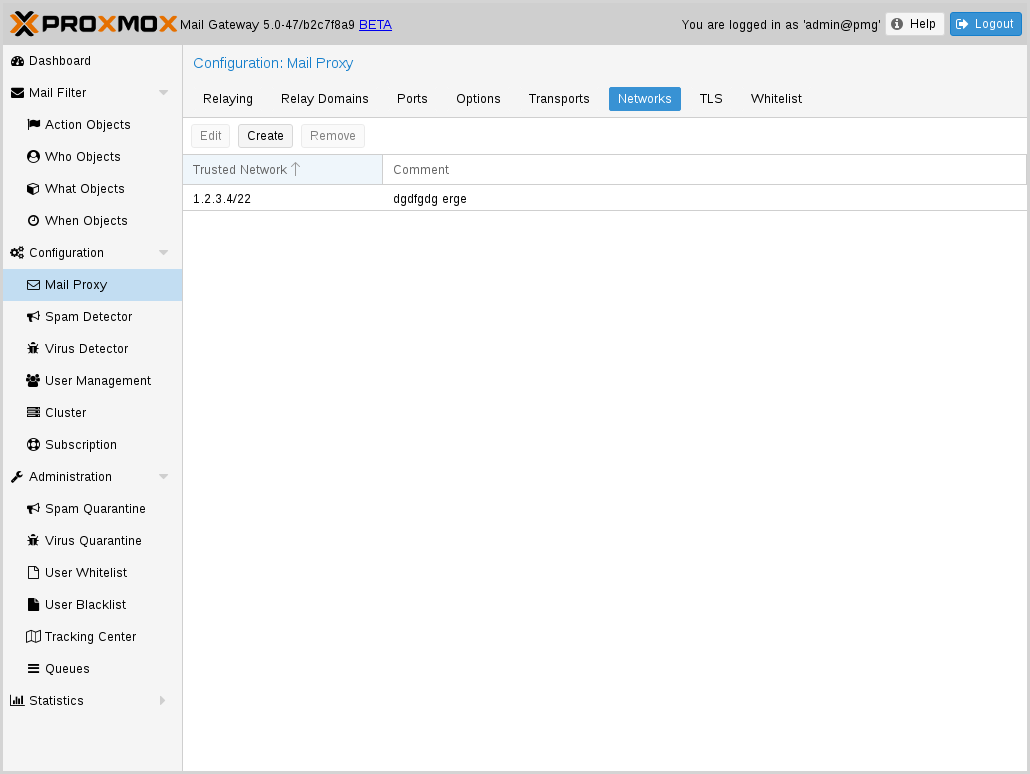 PROXMOX Mail Gateway 5.0-47/b2c7f8a9 BETA You are logged in as 'admin@pmg' Help Logout
Dashboard
Mail Filter
Action Objects
Who Objects
What Objects
When Objects
Configuration
Mail Proxy
Spam Detector
Virus Detector
User Management
Cluster
Subscription
Administration
Spam Quarantine
Virus Quarantine
User Whitelist
User Blacklist
Tracking Center
Queues
Statistics
Configuration: Mail Proxy
Relaying Relay Domains Ports Options Transports Networks TLS Whitelist
Edit Create Remove
Trusted Network Comment
1.2.3.4/22 dgdfgdg erge